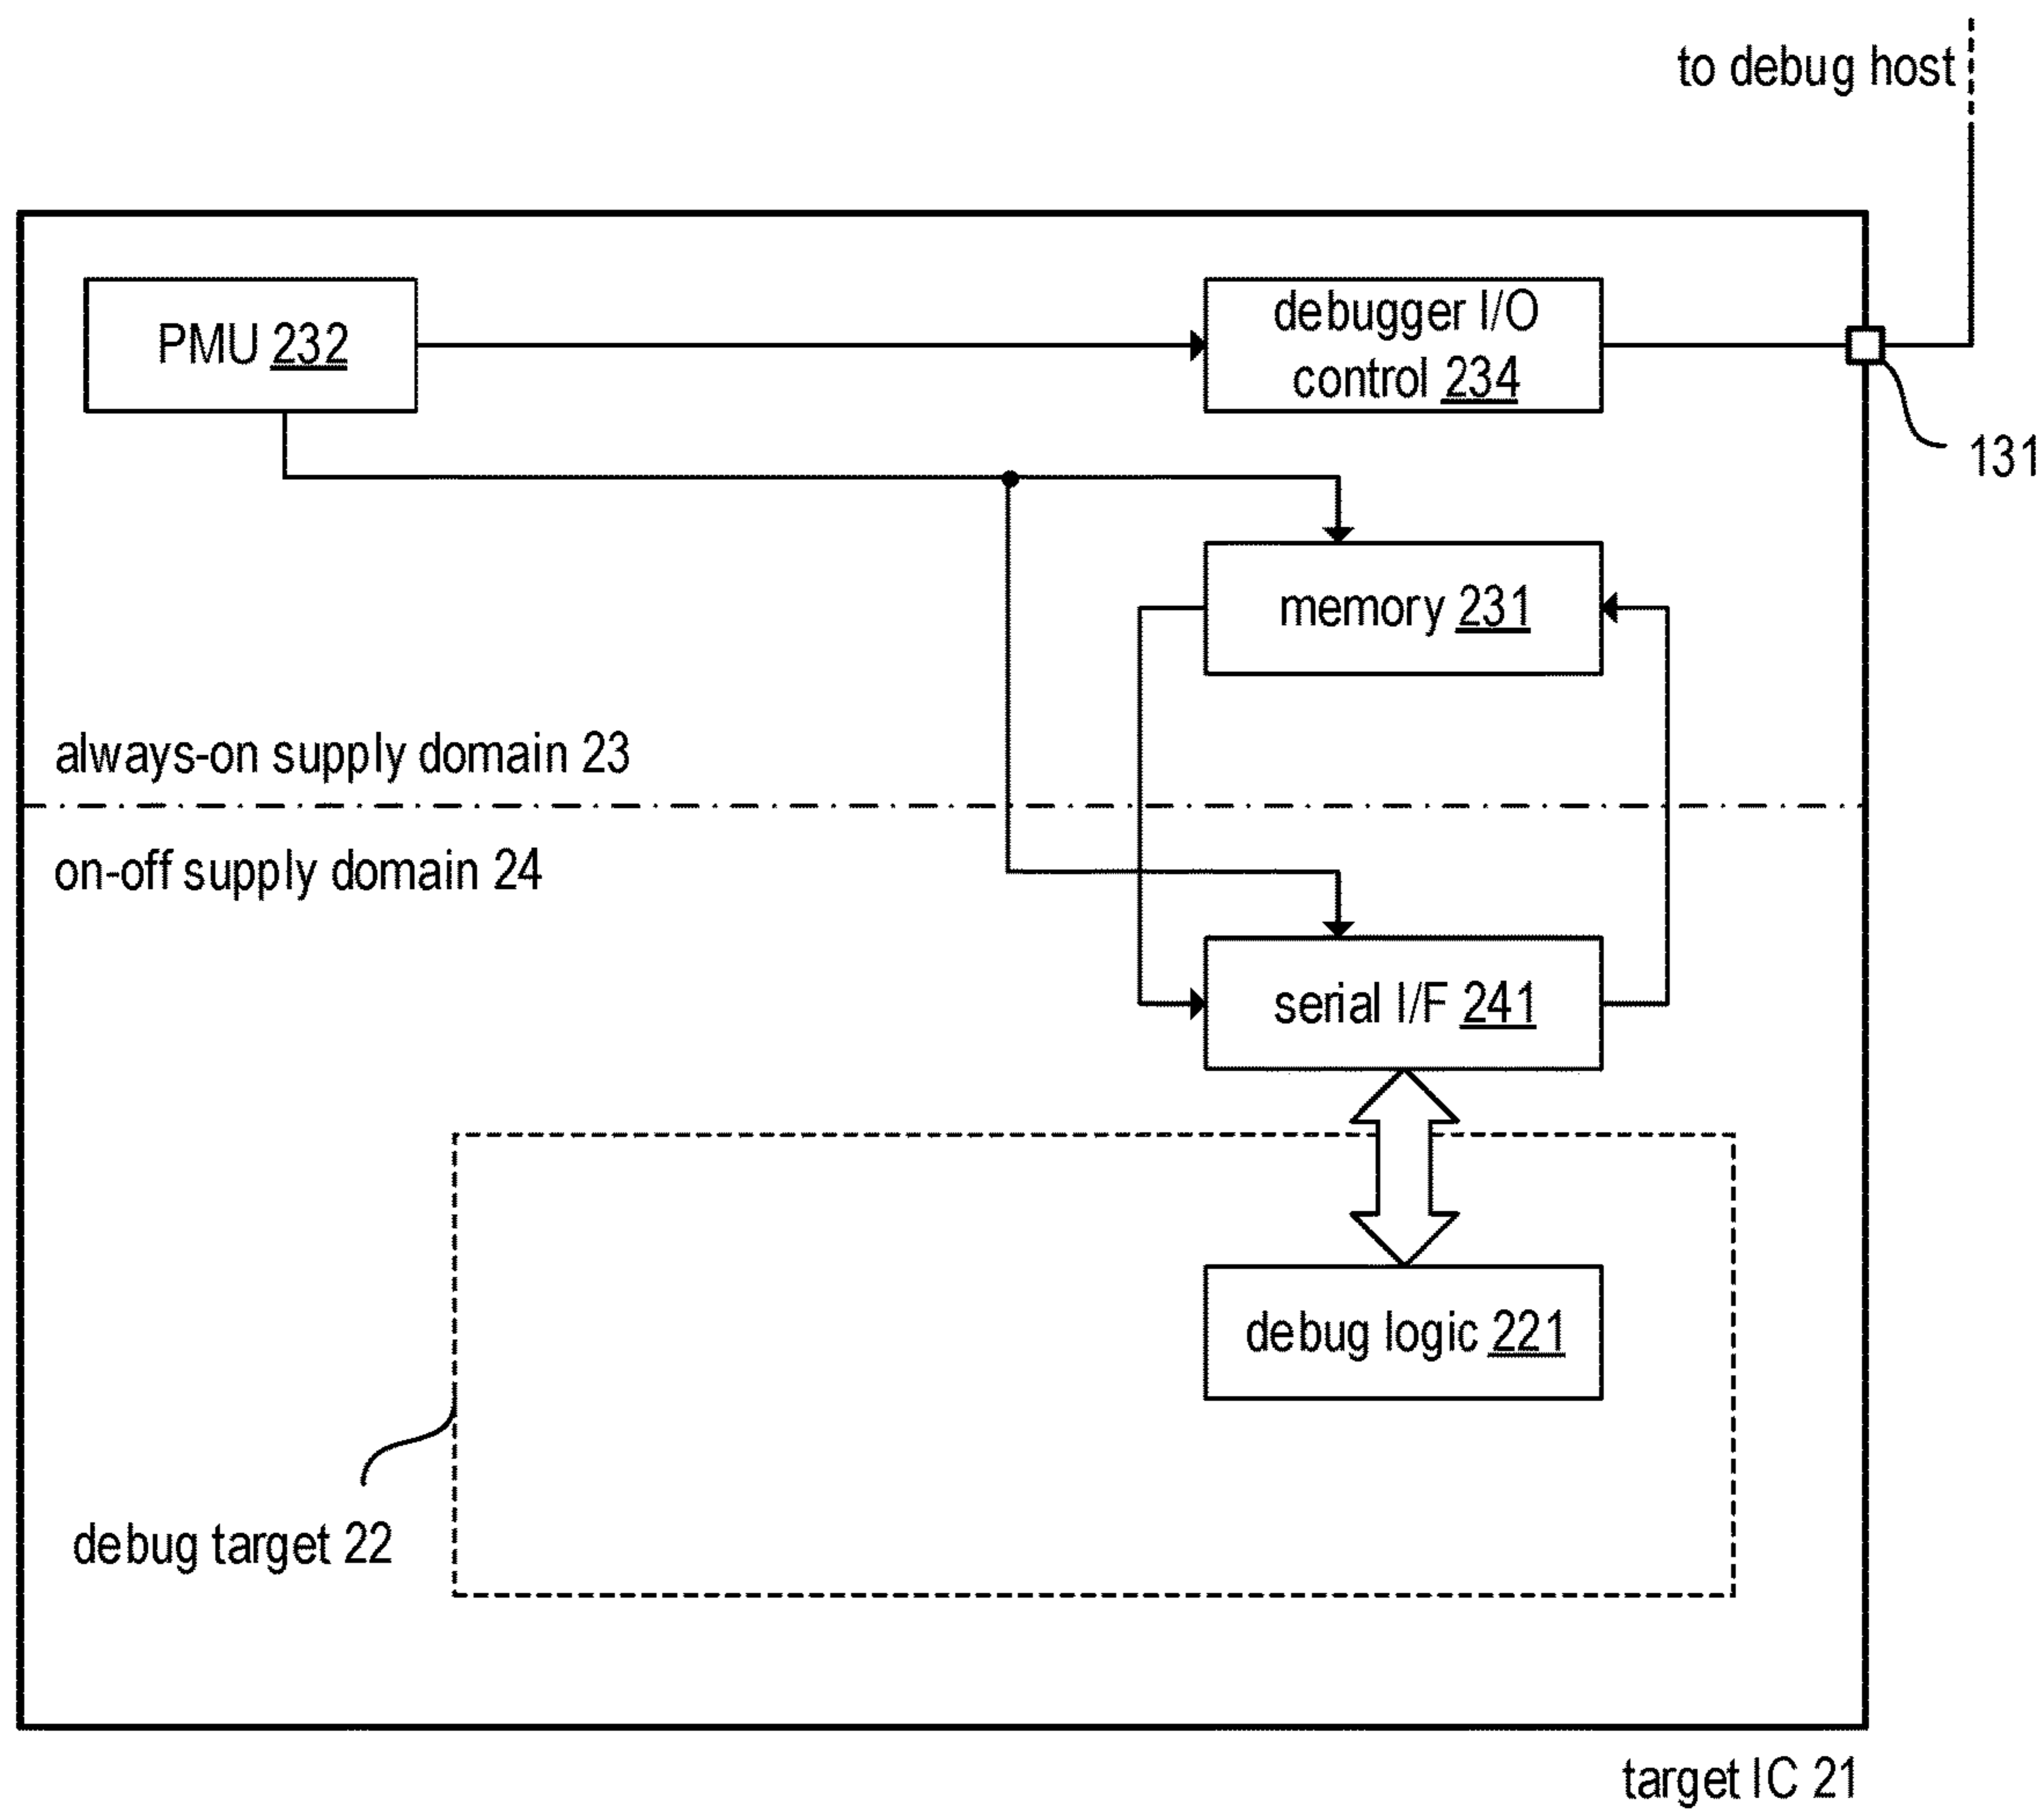 to debug host
PMU 232
debugger I/O
control 234
131
memory 231
always-on supply domain 23
on-off supply domain 24
serial I/F 241
debug logic 221
debug target 22
target IC 21